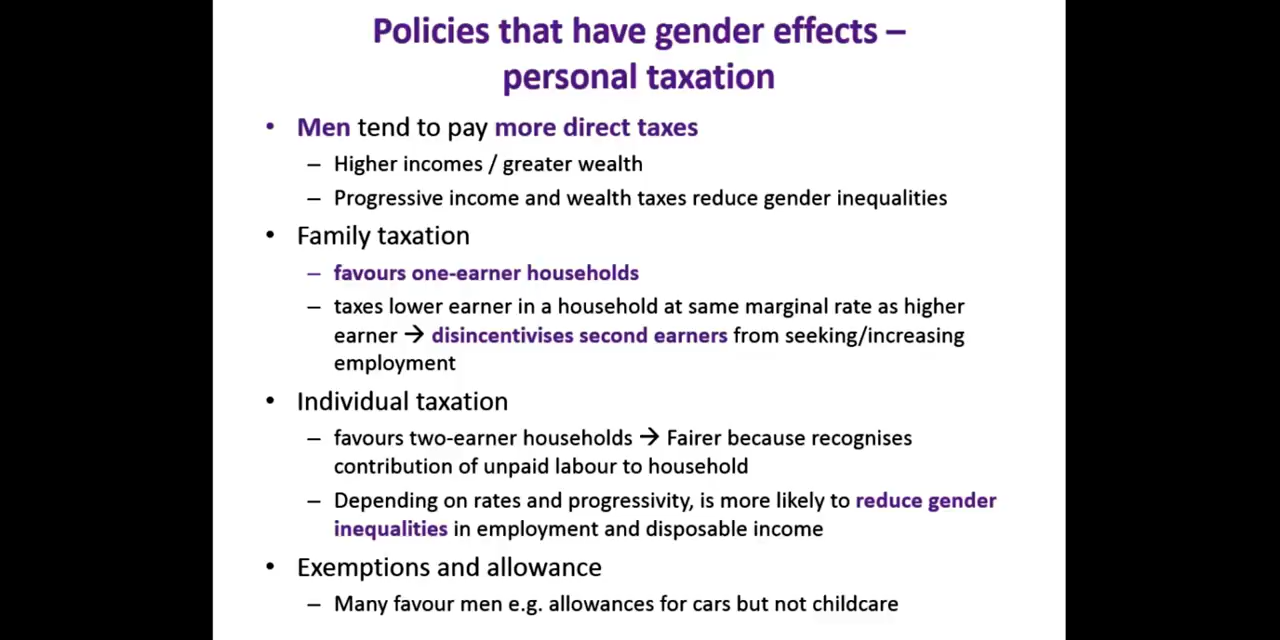 Policies that have gender effects –
personal taxation
• Men tend to pay more direct taxes
– Higher incomes / greater wealth
– Progressive income and wealth taxes reduce gender inequalities
• Family taxation
– favours one-earner households
– taxes lower earner in a household at same marginal rate as higher
earner → disincentivises second earners from seeking/increasing
employment
• Individual taxation
– favours two-earner households → Fairer because recognises
contribution of unpaid labour to household
– Depending on rates and progressivity, is more likely to reduce gender
inequalities in employment and disposable income
• Exemptions and allowance
– Many favour men e.g. allowances for cars but not childcare